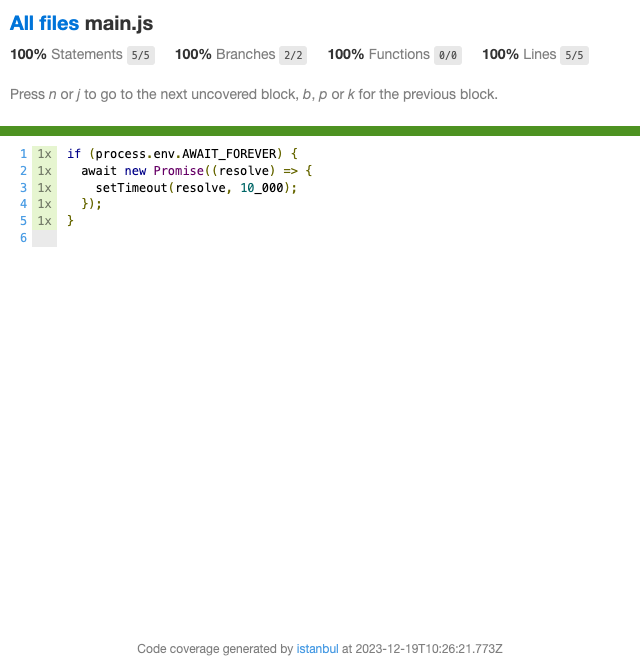 All files main.js
100% Statements 5/5 100% Branches 2/2 100% Functions 0/0 100% Lines 5/5
Press n or j to go to the next uncovered block, b, p or k for the previous block.
1 1x if (process.env.AWAIT_FOREVER) {
2 1x   await new Promise((resolve) => {
3 1x     setTimeout(resolve, 10_000);
4 1x   });
5 1x }
6
Code coverage generated by istanbul at 2023-12-19T10:26:21.773Z